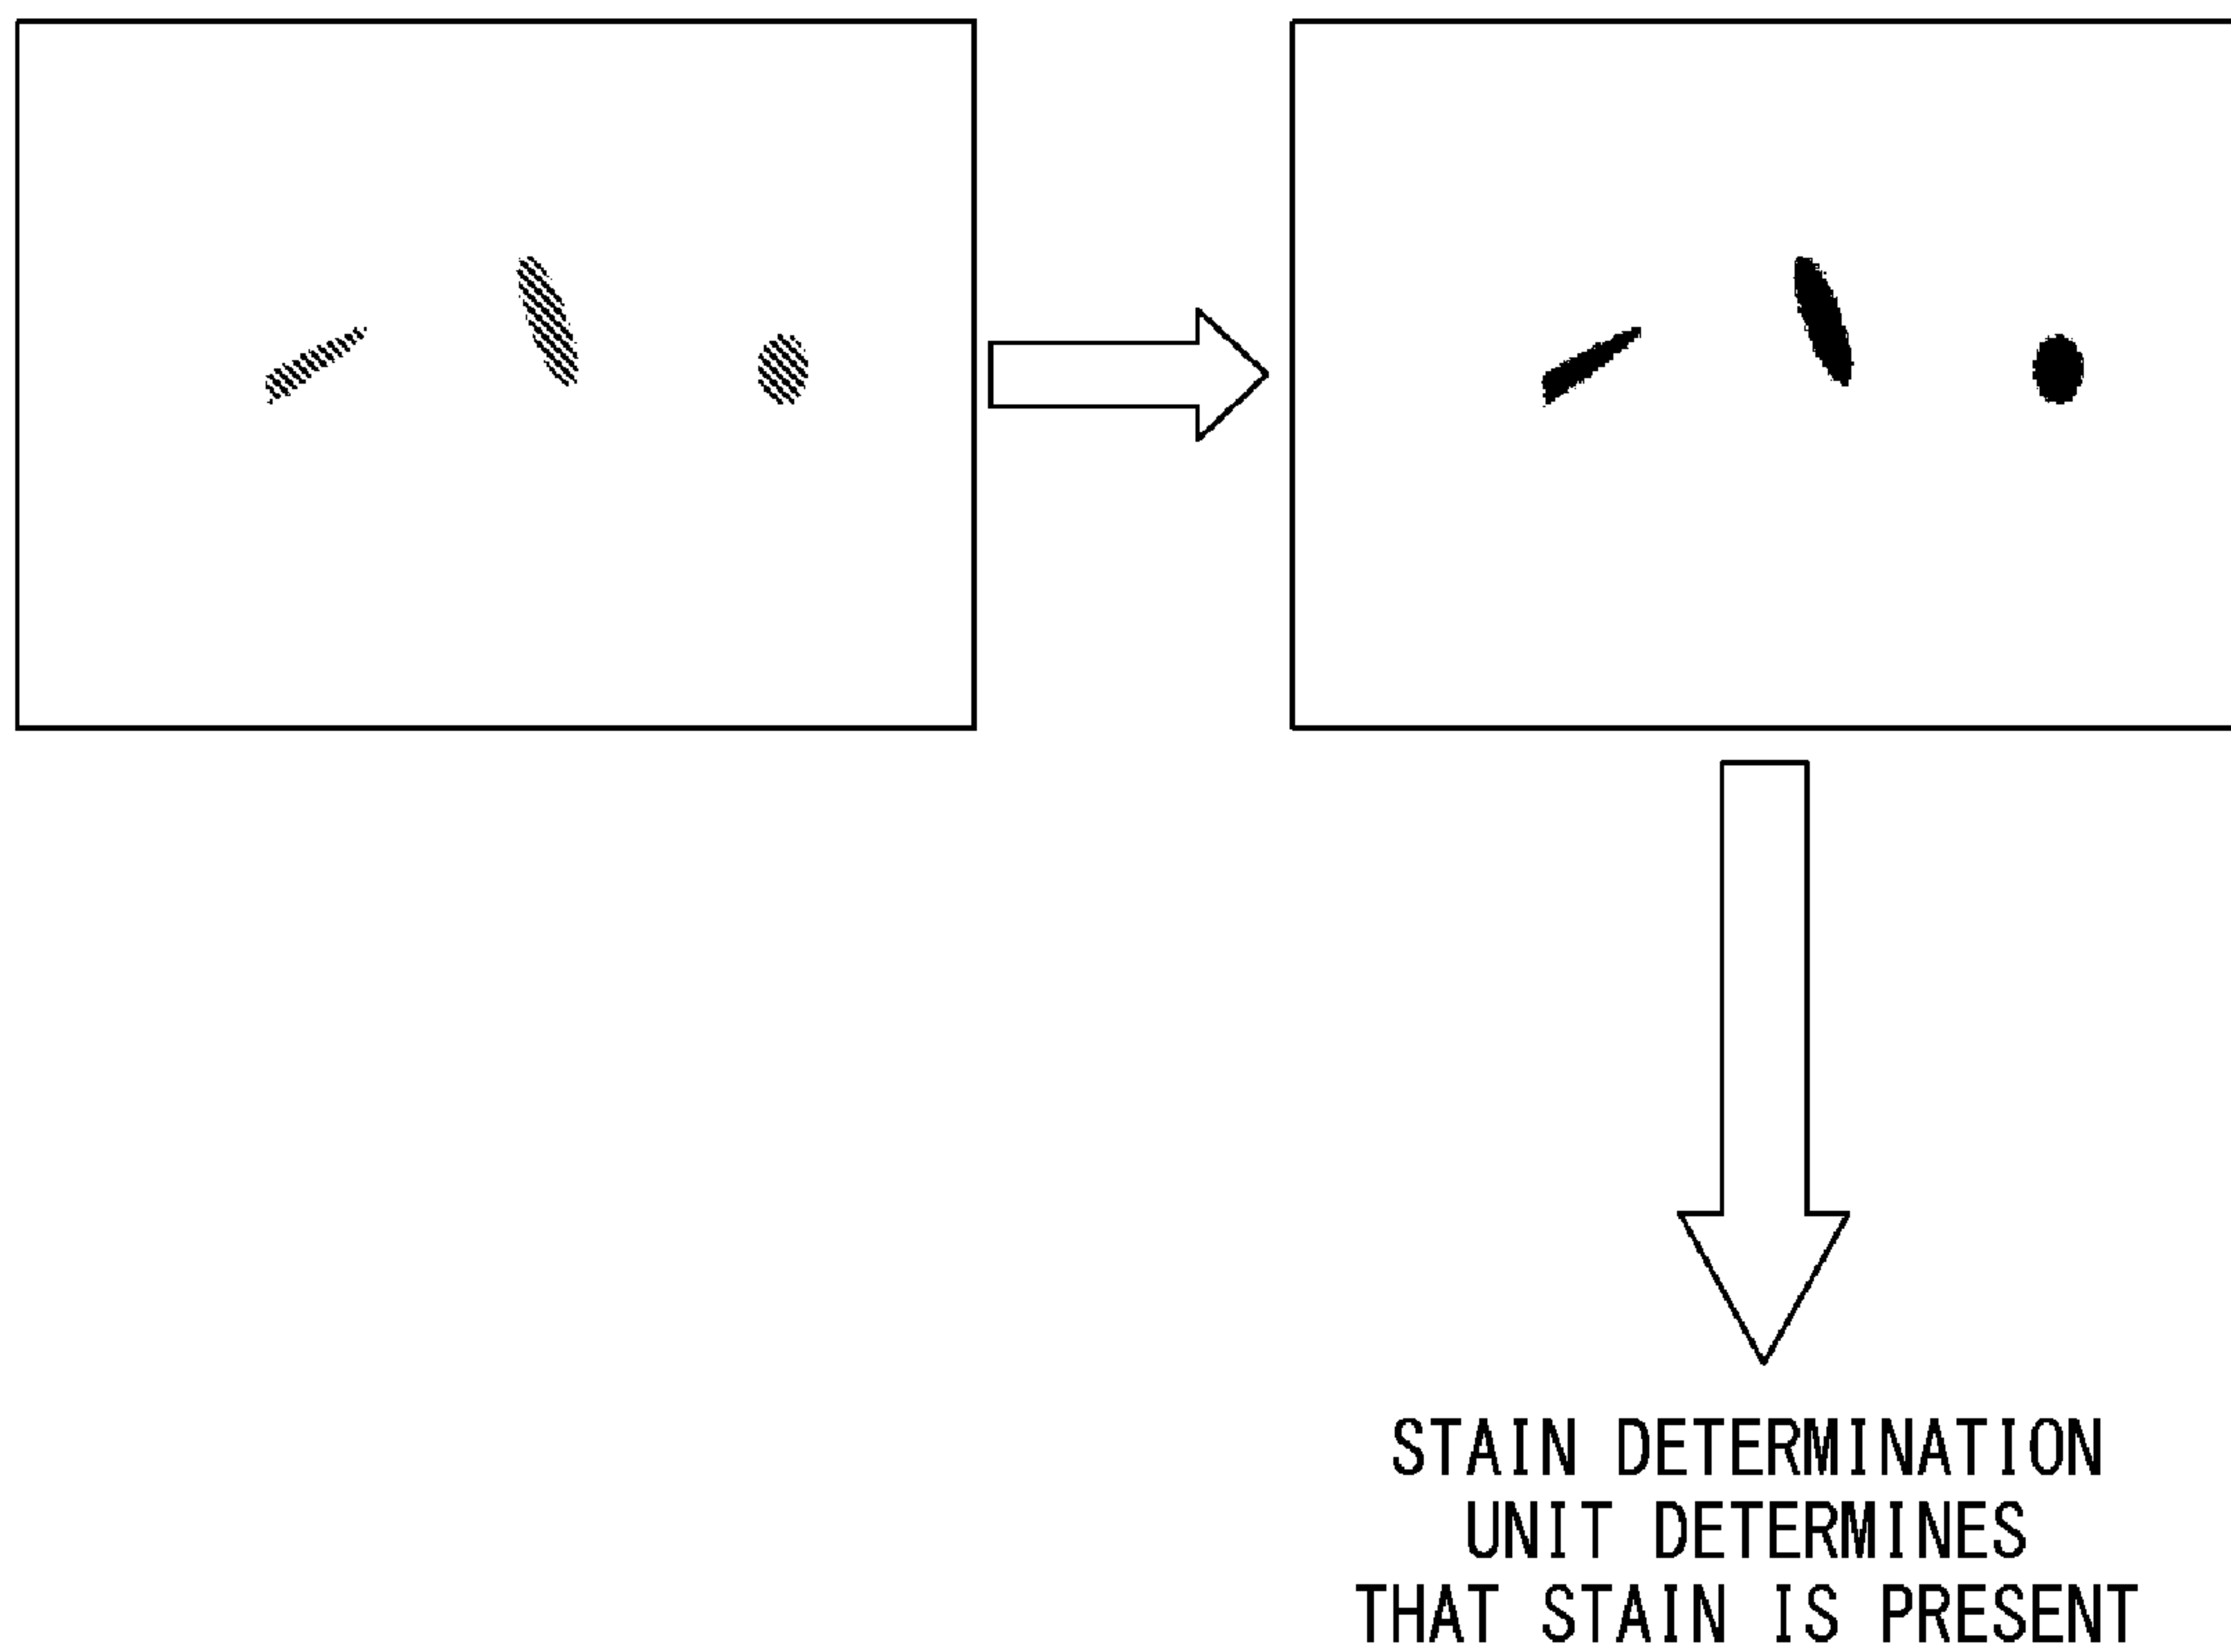 STAIN DETERMINATION
UNIT DETERMINES
THAT STAIN IS PRESENT